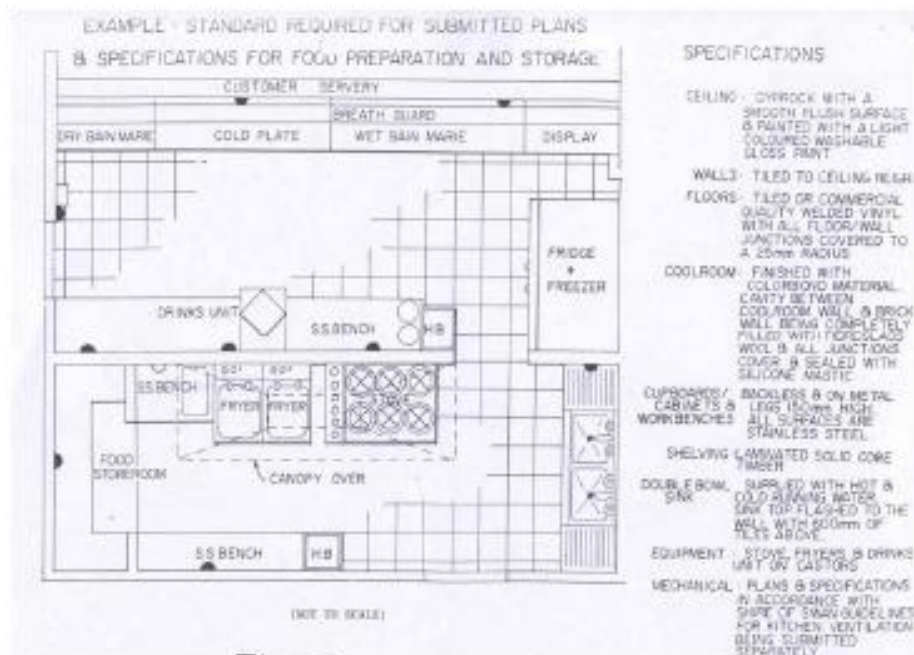 EXAMPLE - STANDARD REQUIRED FOR SUBMITTED PLANS
& SPECIFICATIONS FOR FOOD PREPARATION AND STORAGE
CUSTOMER SERVERY
BREATH GUARD
DRY BAIN MARIE COLD PLATE WET BAIN MARIE DISPLAY
FRIDGE
+
FREEZER
DRINKS UNIT
S.S.BENCH
H.B
S.S.BENCH
FRYER FRYER
FOOD
STOREROOM
CANOPY OVER
S.S.BENCH H.B
(NOT TO SCALE)
SPECIFICATIONS
CEILING - GYPROCK WITH A
SMOOTH FLUSH SURFACE
& PAINTED WITH A LIGHT
COLOURED WASHABLE
GLOSS PAINT
WALLS - TILED TO CEILING HEIGH
FLOORS - TILED OR COMMERCIAL
QUALITY WELDED VINYL
WITH ALL FLOOR/WALL
JUNCTIONS COVERED TO
A 25mm RADIUS
COOLROOM - FINISHED WITH
COLORBOND MATERIAL.
CAVITY BETWEEN
COOLROOM WALL & BRICK
WALL BEING COMPLETELY
FILLED WITH FIBREGLASS
WOOL & ALL JUNCTIONS
COVER & SEALED WITH
SILICONE MASTIC
CUPBOARDS/ BACKLESS & ON METAL
CABINETS & LEGS 150mm HIGH.
WORKBENCHES ALL SURFACES ARE
STAINLESS STEEL
SHELVING LAMINATED SOLID CORE
TIMBER
DOUBLE BOWL SUPPLIED WITH HOT &
SINK COLD RUNNING WATER
SINK TOP FLASHED TO THE
WALL WITH 600mm OF
TILES ABOVE
EQUIPMENT - STOVE, FRYERS & DRINKS
UNIT ON CASTORS
MECHANICAL - PLANS & SPECIFICATIONS
IN ACCORDANCE WITH
SHIRE OF SWAN GUIDELINES
FOR KITCHEN VENTILATION
BEING SUBMITTED
SEPARATELY